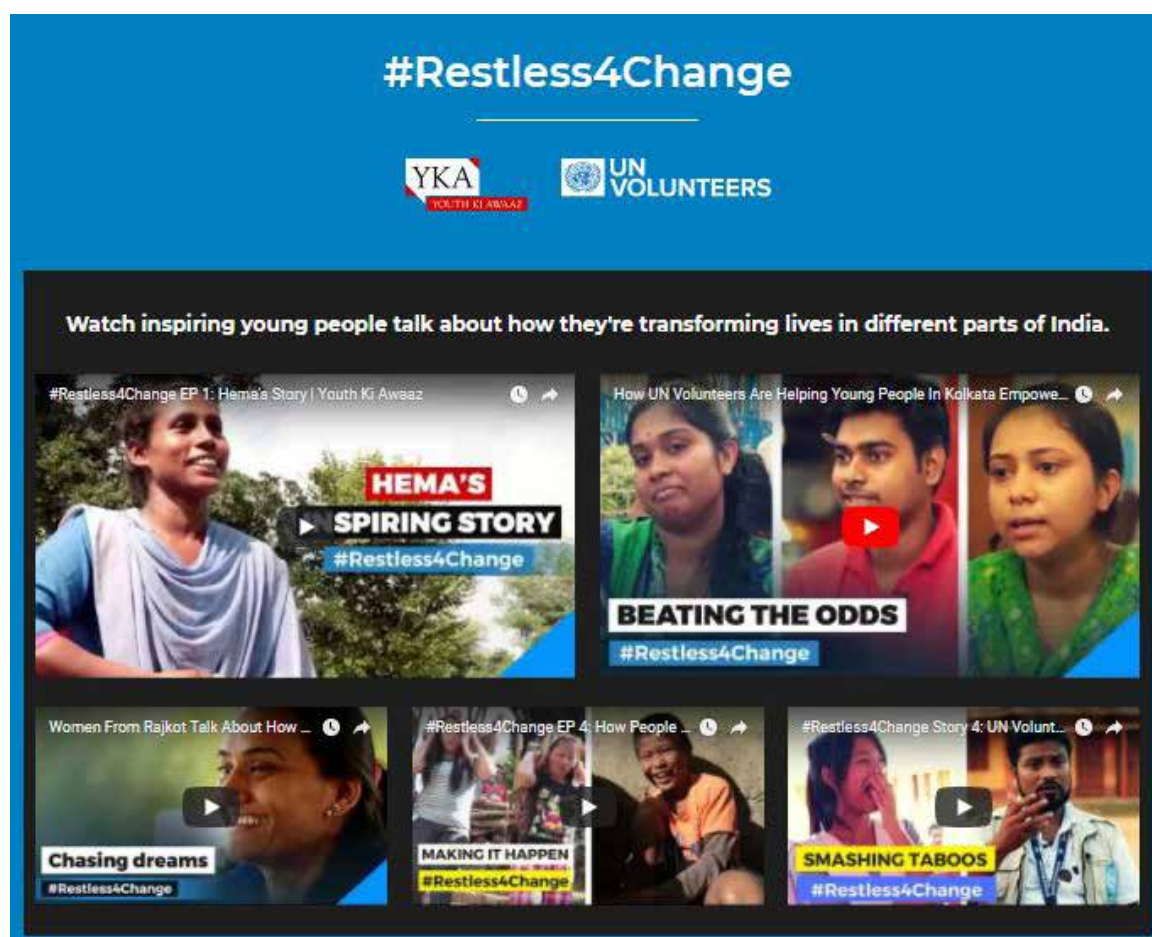 #Restless4Change
YKA
YOUTH KI AWAAZ
UN
VOLUNTEERS
Watch inspiring young people talk about how they're transforming lives in different parts of India.
#Restless4Change EP 1: Hema's Story | Youth Ki Awaaz
HEMA'S
SPIRING STORY
#Restless4Change
How UN Volunteers Are Helping Young People In Kolkata Empowe...
BEATING THE ODDS
#Restless4Change
Women From Rajkot Talk About How ...
Chasing dreams
#Restless4Change
#Restless4Change EP 4: How People ...
MAKING IT HAPPEN
#Restless4Change
#Restless4Change Story 4: UN Volunt...
SMASHING TABOOS
#Restless4Change